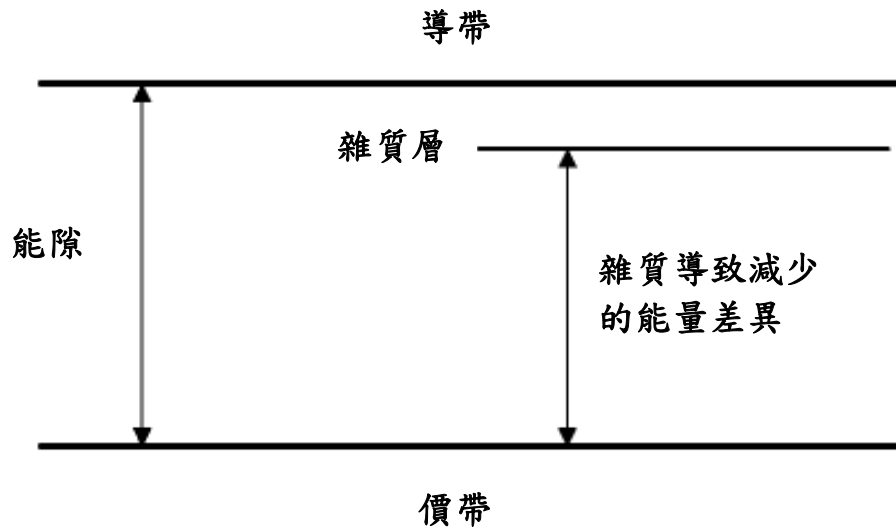 導帶
雜質層
能隙
雜質導致減少
的能量差異
價帶